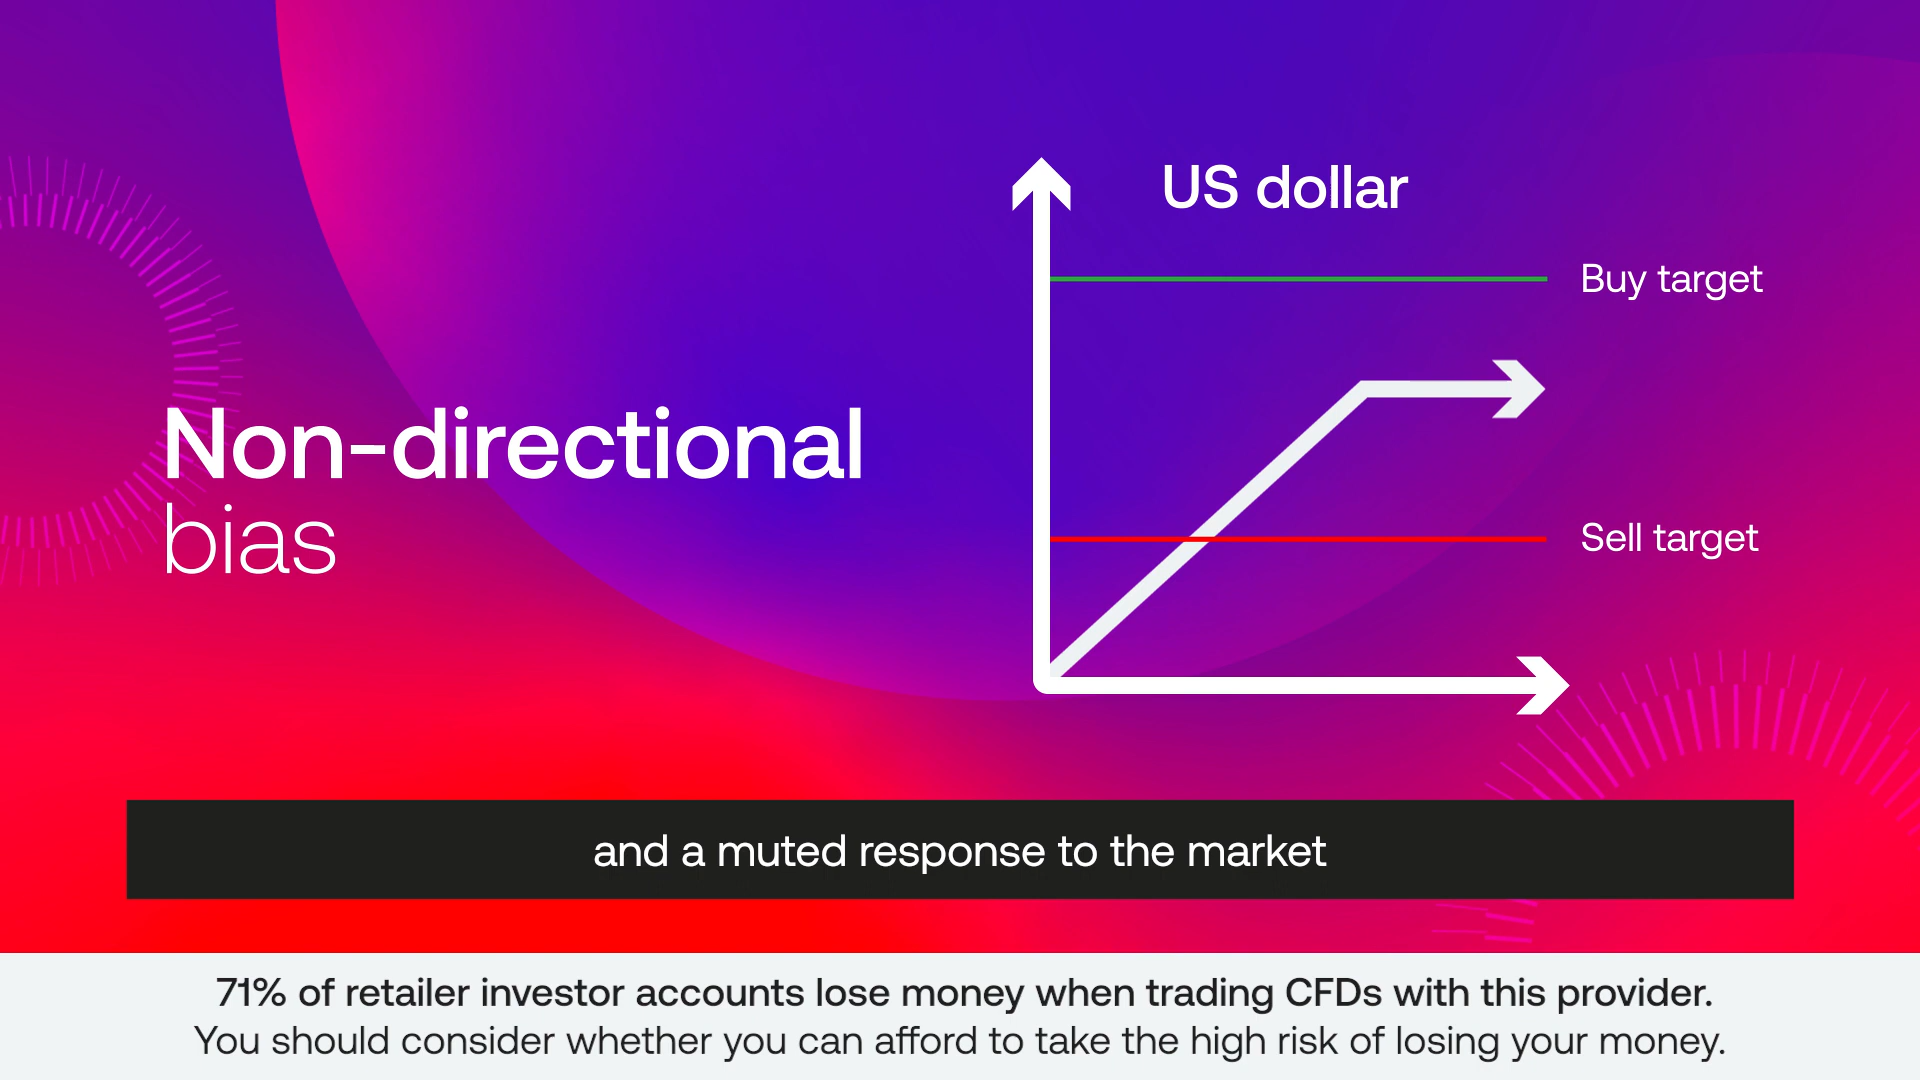 US dollar
Buy target
Non-directional
bias
Sell target
and a muted response to the market
71% of retailer investor accounts lose money when trading CFDs with this provider.
You should consider whether you can afford to take the high risk of losing your money.